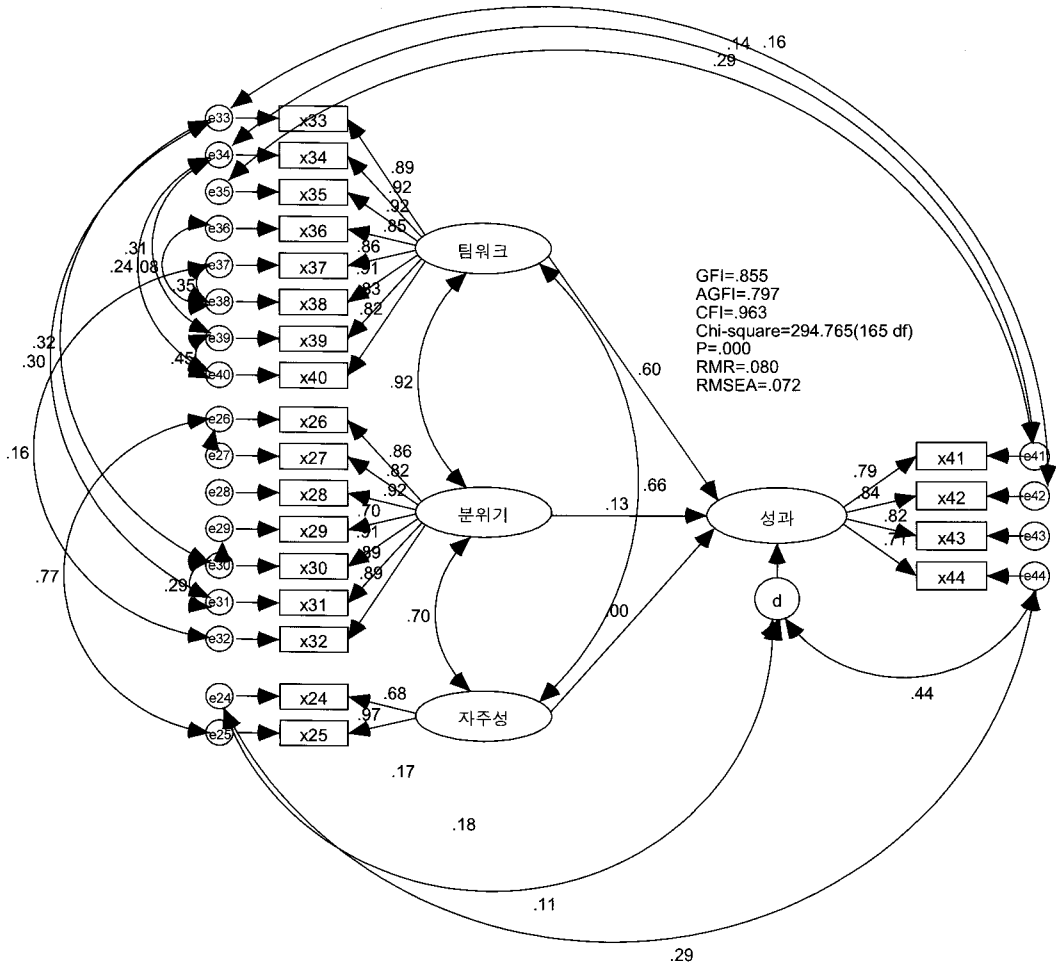 .14 .16
.29
e33 x33
e34 x34
.89
e35 x35
.92
.92
e36 x36
.85
팀워크
.31
.86
e37 x37
.24 .08
.91
GFI=.855
AGFI=.797
CFI=.963
Chi-square=294.765(165 df)
P=.000
RMR=.080
RMSEA=.072
.35
e38 x38
.83
.82
.32
e39 x39
.30
.45
e40 x40
.92
.60
e26 x26
.16
.86
e27 x27
.82
x41 e41
.79
.92
e28 x28
.66
.84
x42 e42
.70
분위기
.13
성과
e29 x29
.91
.82
x43 e43
.71
.89
e30 x30
.77
.29
.89
x44 e44
e31 x31
d
.70
.00
e32 x32
.44
e24 x24
.68
자주성
.97
e25 x25
.17
.18
.11
.29